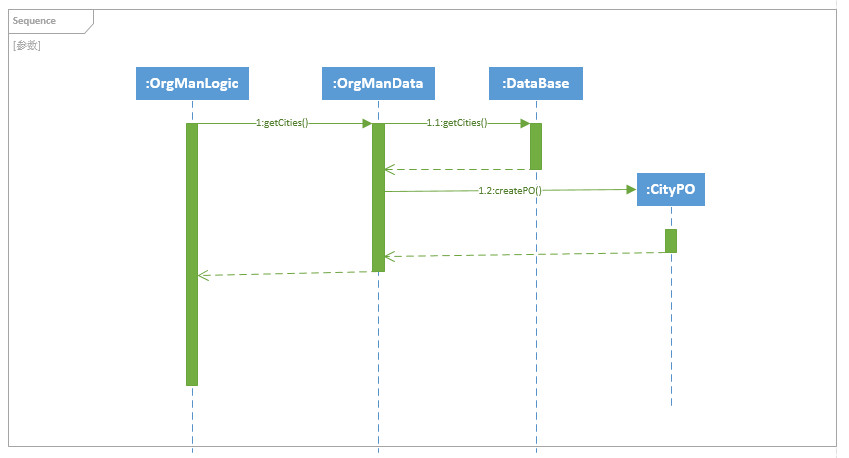 Sequence
[参数]
:OrgManLogic
:OrgManData
:DataBase
1:getCities()
1.1:getCities()
1.2:createPO()
:CityPO